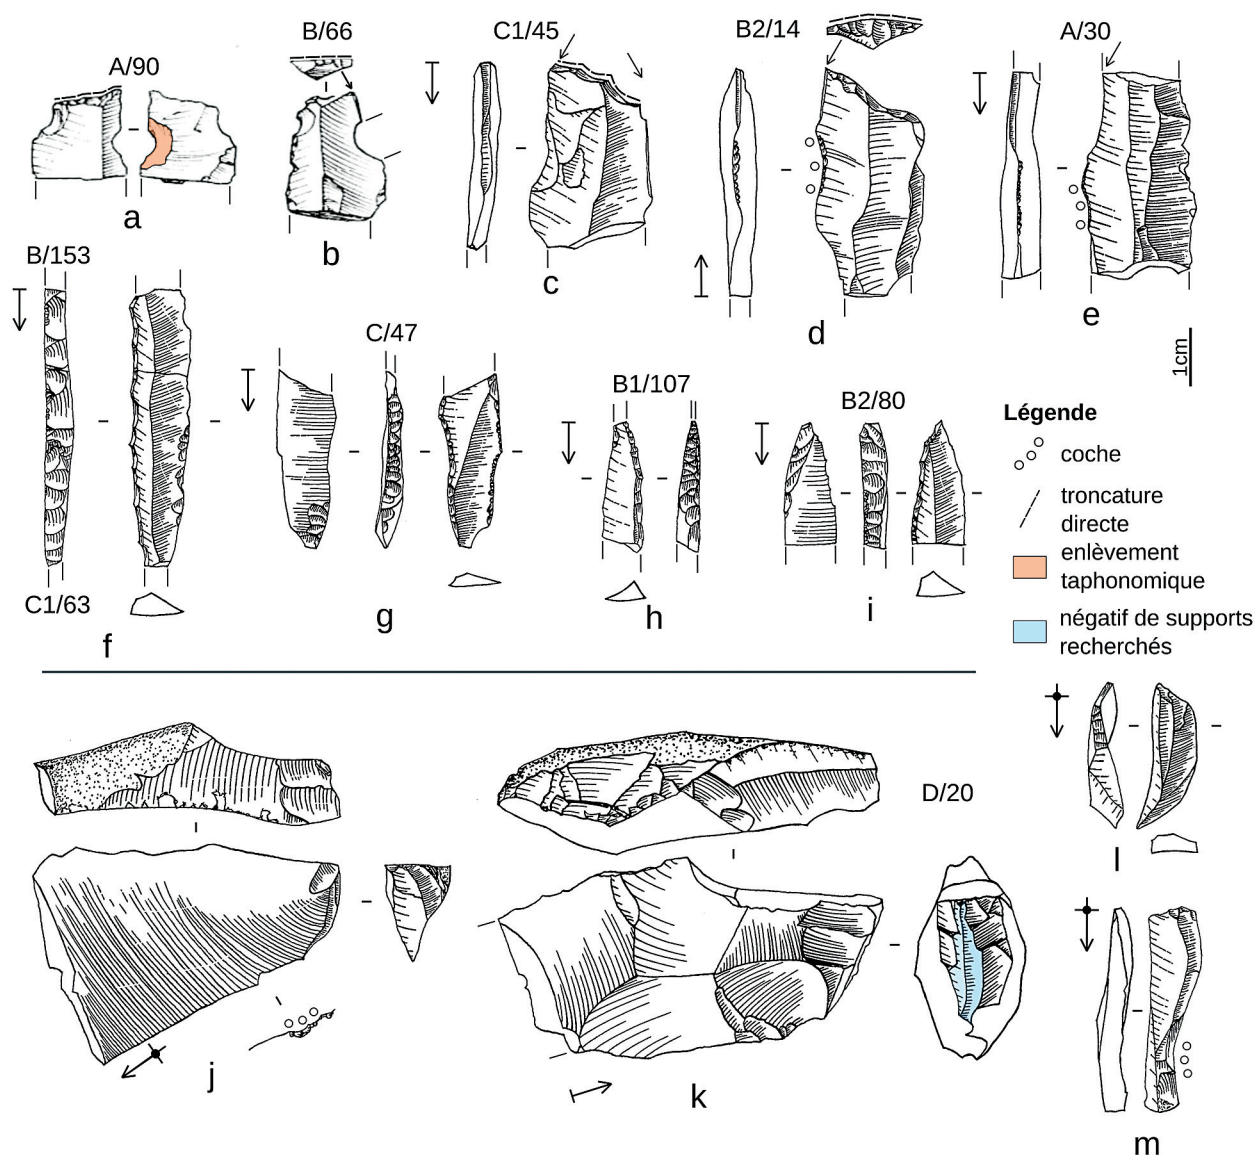 A/90
B/66
C1/45
B2/14
A/30
a
b
c
d
e
B/153
C/47
B1/107
B2/80
1cm
C1/63
f
g
h
i
Légende
coche
troncature
directe
enlèvement
taphonomique
négatif de supports
recherchés
D/20
j
k
l
m